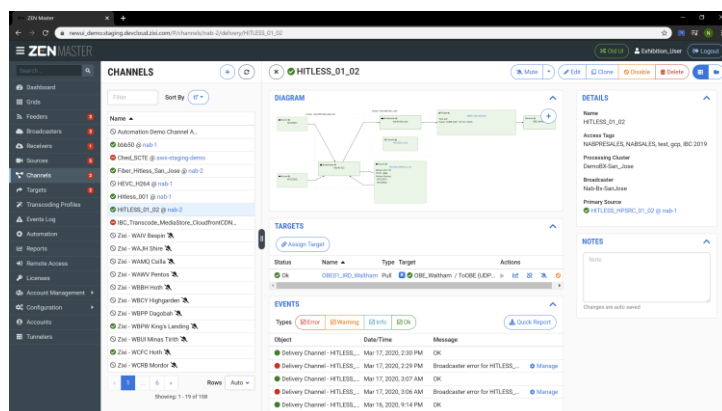 ZEN Master
newui_demo.staging.devcloud.zixi.com/#/channels/nab-2/delivery/HITLESS_01_02
ZENMASTER
Old UI
Exhibition_User
Logout
Search...
Dashboard
Grids
Feeders
Broadcasters
Receivers
Sources
Channels
Targets
Transcoding Profiles
Events Log
Automation
Reports
Remote Access
Licenses
Account Management
Configuration
Accounts
Tunnelers
CHANNELS
Filter
Sort By
Name
Automation Demo Channel A...
bbb50 @ nab-1
Ched_SCTE @ aws-staging-demo
Fiber_Hitless_San_Jose @ nab-2
HEVC_H264 @ nab-1
Hitless_001 @ nab-1
HITLESS_01_02 @ nab-2
IBC_Transcode_MediaStore_CloudfrontCDN...
Zixi - WAIV Bespin
Zixi - WAJH Shire
Zixi - WAMQ Csilla
Zixi - WAWV Pentos
Zixi - WBBH Hoth
Zixi - WBCY Highgarden
Zixi - WBPP Dagobah
Zixi - WBPW King's Landing
Zixi - WBUI Minas Tirith
Zixi - WCFC Hoth
Zixi - WCRB Mordor
« 1 ... 6 » Rows Auto
Showing: 1 - 19 of 108
HITLESS_01_02
Mute
Edit
Clone
Disable
Delete
DIAGRAM
TARGETS
Assign Target
Status Name Type Target Actions
Ok OBE01_IRD_Waltham Pull OBE_Waltham / ToOBE (UDP...
EVENTS
Types Error Warning Info Ok Quick Report
Object Date/Time Message
Delivery Channel - HITLESS_... Mar 17, 2020, 2:30 PM OK
Delivery Channel - HITLESS_... Mar 17, 2020, 2:29 PM Broadcaster error for HITLESS_... Manage
Delivery Channel - HITLESS_... Mar 17, 2020, 3:07 AM OK
Delivery Channel - HITLESS_... Mar 17, 2020, 3:06 AM Broadcaster error for HITLESS_... Manage
Delivery Channel - HITLESS_... Mar 16, 2020, 9:14 PM OK
DETAILS
Name
HITLESS_01_02
Access Tags
NABPRESALES, NABSALES, test, gcp, IBC 2019
Processing Cluster
DemoBX-San_Jose
Broadcaster
Nab-Bx-SanJose
Primary Source
HITLESS_HPSRC_01_02 @ nab-1
NOTES
Note
Changes are auto saved